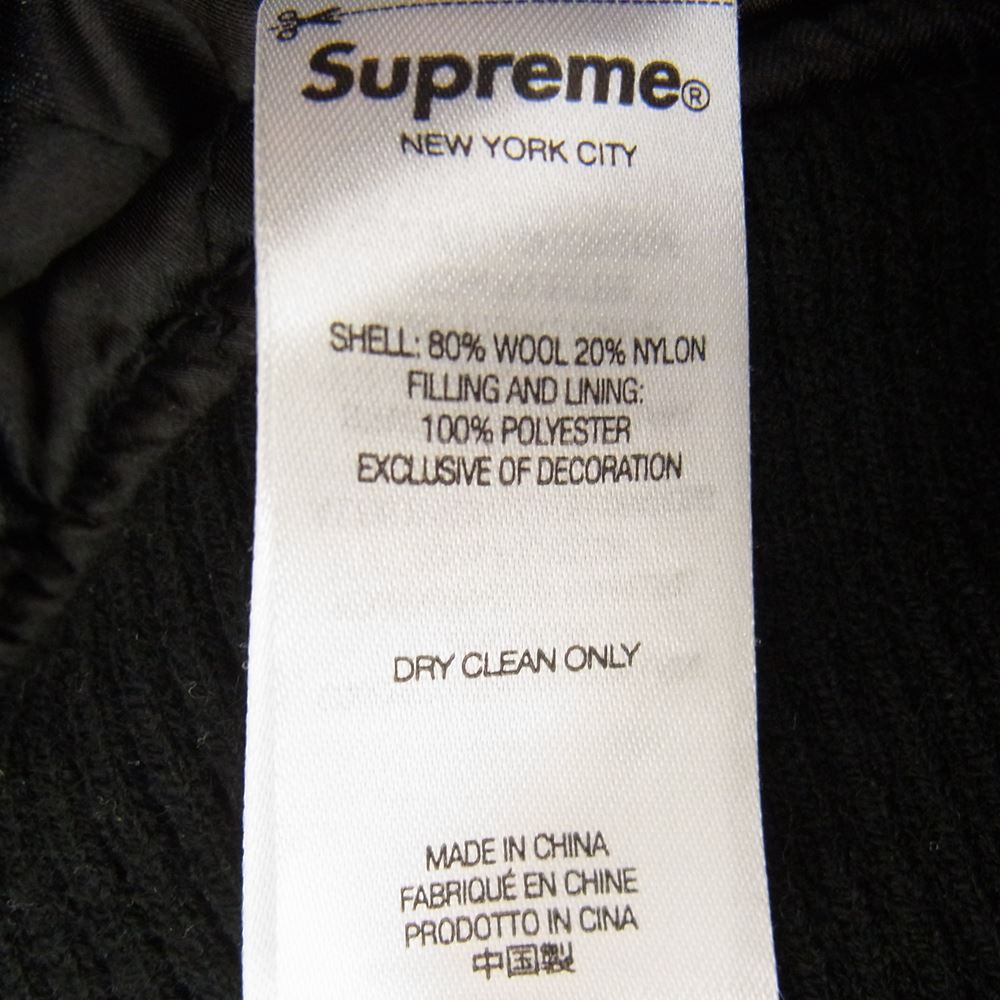 Supreme®
NEW YORK CITY
SHELL: 80% WOOL 20% NYLON
FILLING AND LINING:
100% POLYESTER
EXCLUSIVE OF DECORATION
DRY CLEAN ONLY
MADE IN CHINA
FABRIQUÉ EN CHINE
PRODOTTO IN CINA
中国製